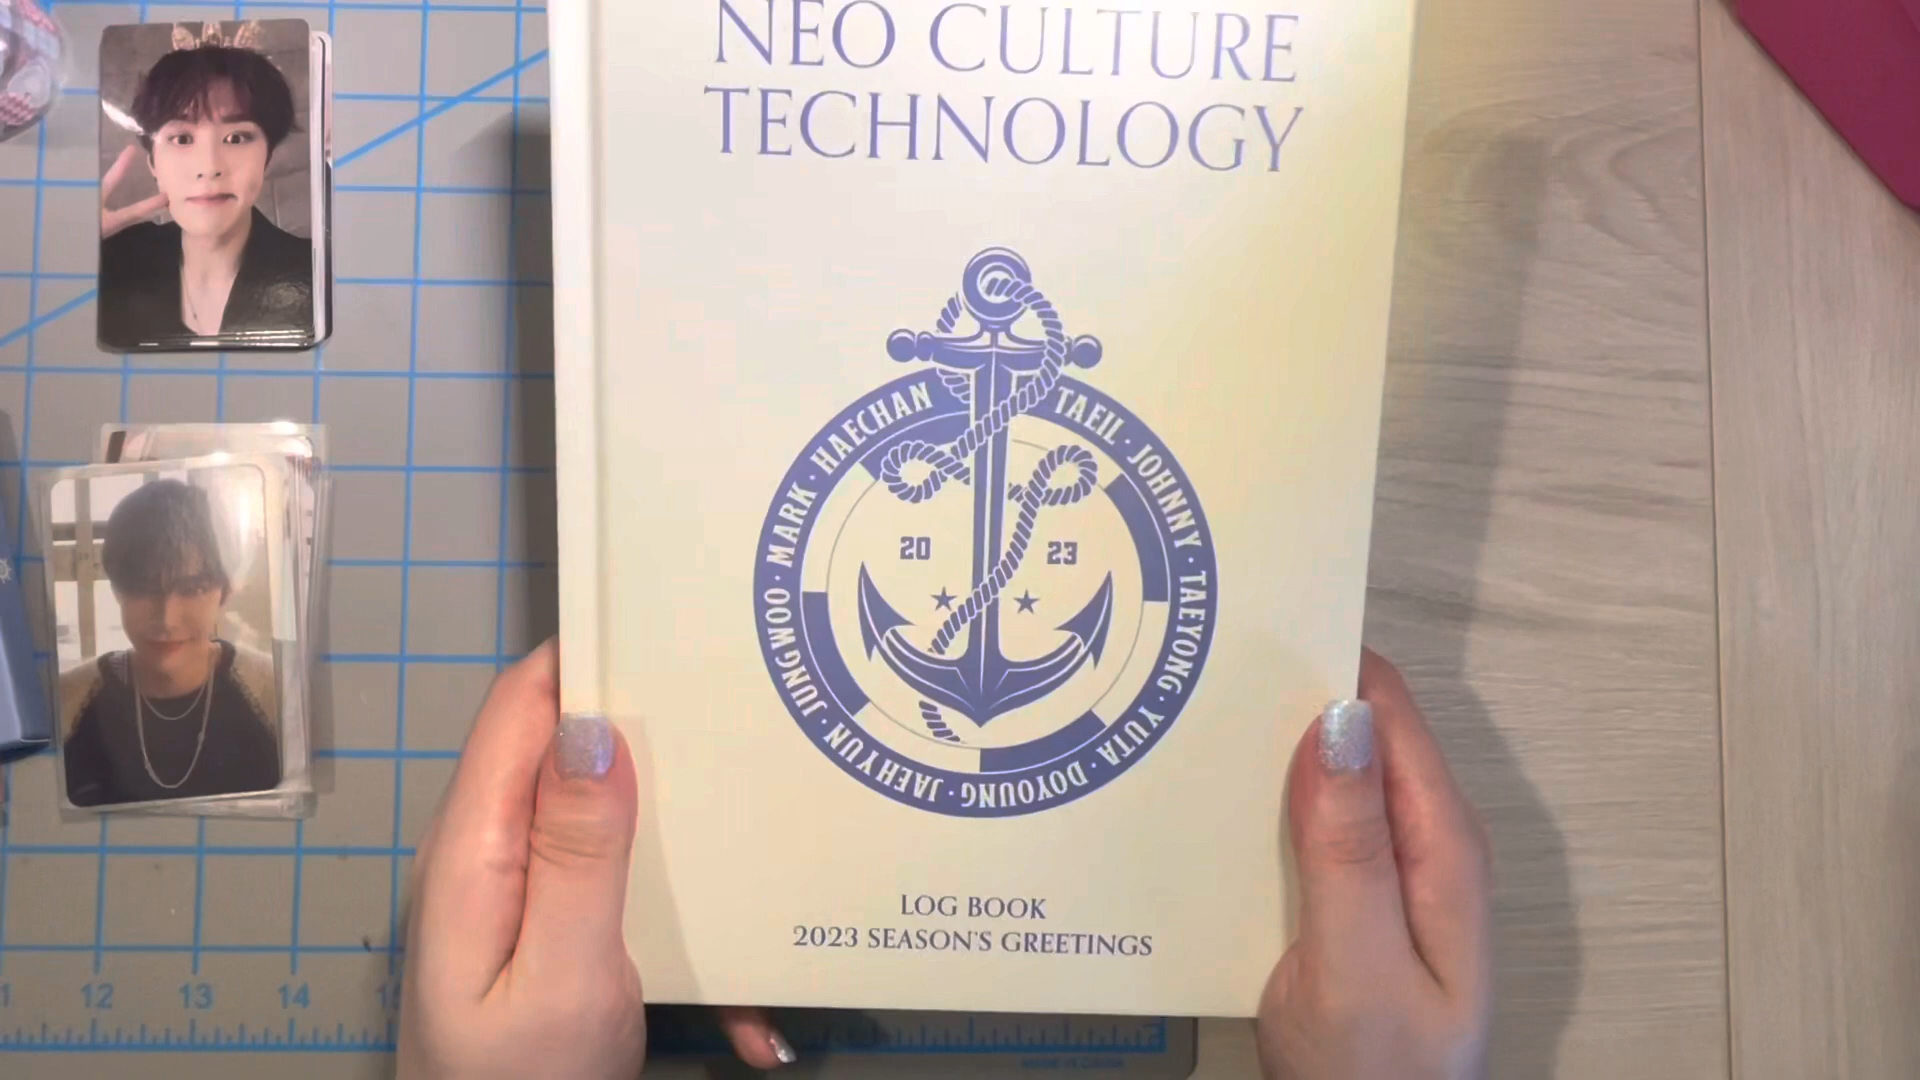 NEO CULTURE
TECHNOLOGY
TAEIL · JOHNNY · TAEYONG · YUTA · DOYOUNG · JAEHYUN · JUNGWOO · MARK · HAECHAN
20 23
LOG BOOK
2023 SEASON'S GREETINGS
12 13 14